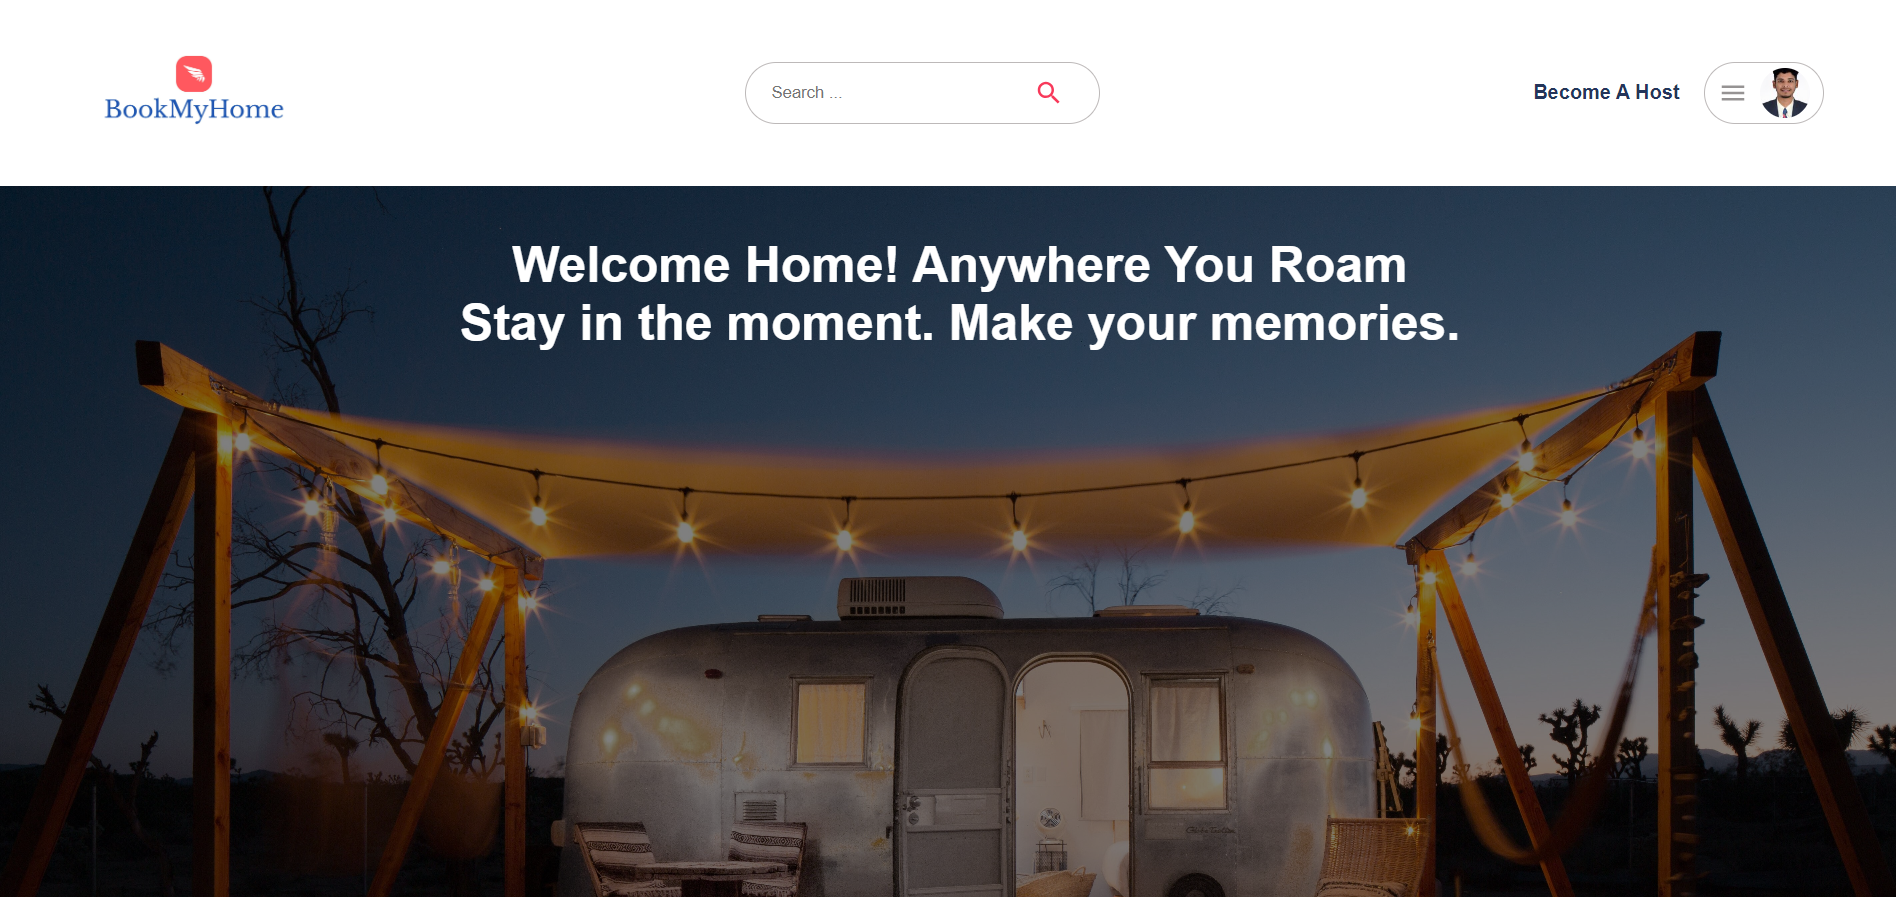 BookMyHome
Search ...
Become A Host
Welcome Home! Anywhere You Roam
Stay in the moment. Make your memories.